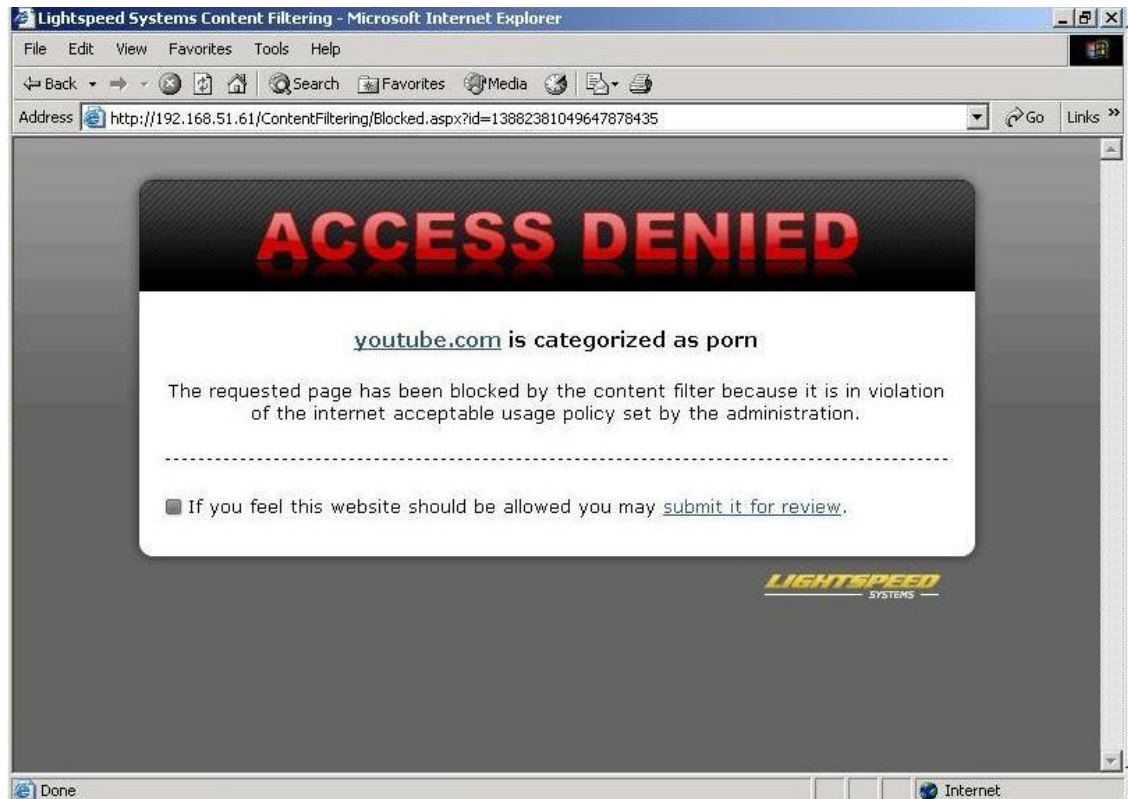 Lightspeed Systems Content Filtering - Microsoft Internet Explorer
File Edit View Favorites Tools Help
Back Search Favorites Media
Address http://192.168.51.61/ContentFiltering/Blocked.aspx?id=13882381049647878435 Go Links »
ACCESS DENIED
youtube.com is categorized as porn
The requested page has been blocked by the content filter because it is in violation
of the internet acceptable usage policy set by the administration.
If you feel this website should be allowed you may submit it for review.
LIGHTSPEED
SYSTEMS
Done Internet